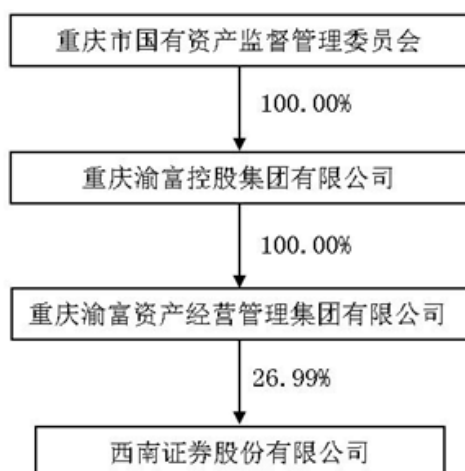 重庆市国有资产监督管理委员会
100.00%
重庆渝富控股集团有限公司
100.00%
重庆渝富资产经营管理集团有限公司
26.99%
西南证券股份有限公司